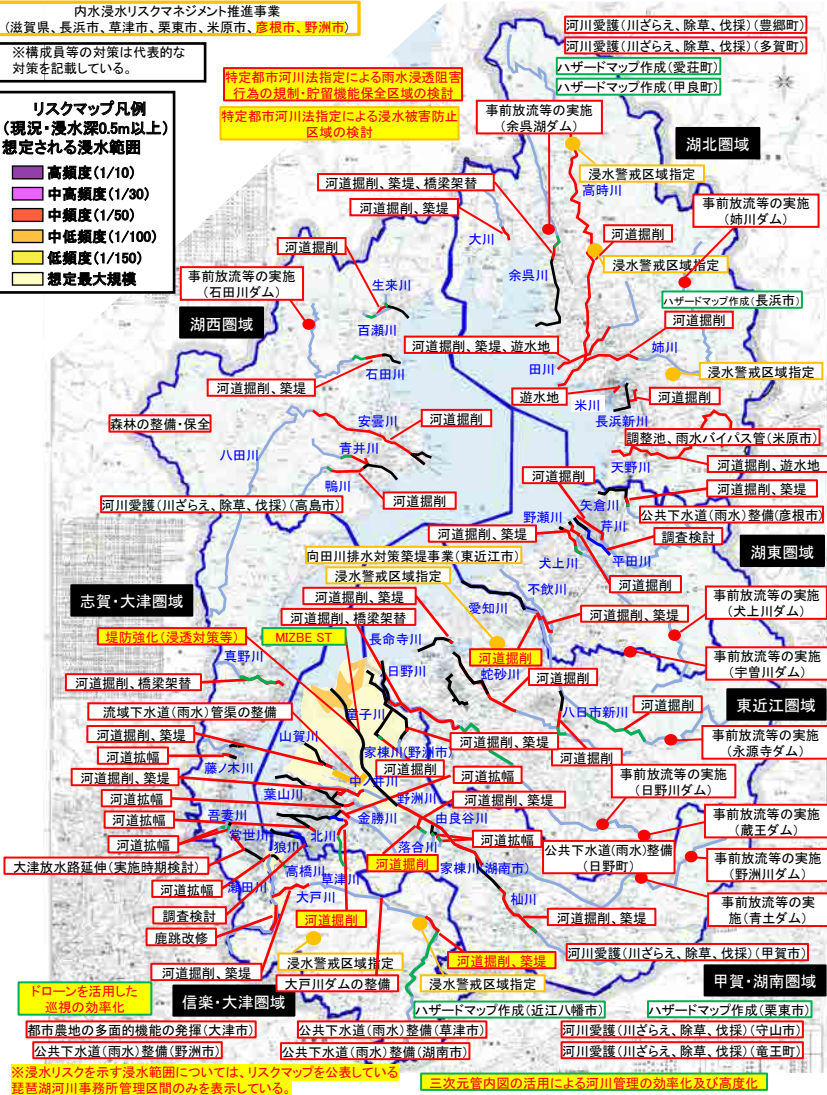 内水浸水リスクマネジメント推進事業
(滋賀県、長浜市、草津市、栗東市、米原市、彦根市、野洲市)
※構成員等の対策は代表的な
対策を記載している。
リスクマップ凡例
(現況・浸水深0.5m以上)
想定される浸水範囲
高頻度(1/10)
中高頻度(1/30)
中頻度(1/50)
中低頻度(1/100)
低頻度(1/150)
想定最大規模
特定都市河川法指定による雨水浸透阻害
行為の規制・貯留機能保全区域の検討
特定都市河川法指定による浸水被害防止
区域の検討
河川愛護(川ざらえ、除草、伐採)(豊郷町)
河川愛護(川ざらえ、除草、伐採)(多賀町)
ハザードマップ作成(愛荘町)
ハザードマップ作成(甲良町)
事前放流等の実施
(余呉湖ダム)
湖北圏域
浸水警戒区域指定
高時川
河道掘削、築堤、橋梁架替
河道掘削、築堤
大川
余呉川
事前放流等の実施
(姉川ダム)
河道掘削
浸水警戒区域指定
河道掘削
生来川
事前放流等の実施
(石田川ダム)
百瀬川
湖西圏域
ハザードマップ作成(長浜市)
河道掘削
河道掘削、築堤、遊水地
姉川
田川
石田川
河道掘削、築堤
浸水警戒区域指定
遊水地
米川
河道掘削
長浜新川
森林の整備・保全
安曇川
河道掘削
調整池、雨水バイパス管(米原市)
八田川
青井川
天野川
河道掘削、遊水地
鴨川
河道掘削
河道掘削
河道掘削、築堤
矢倉川
河川愛護(川ざらえ、除草、伐採)(高島市)
野瀬川
芹川
公共下水道(雨水)整備(彦根市)
河道掘削、築堤
調査検討
平田川
湖東圏域
向田川排水対策築堤事業(東近江市)
犬上川
河道掘削
浸水警戒区域指定
不飲川
河道掘削、築堤
愛知川
事前放流等の実施
(犬上川ダム)
志賀・大津圏域
河道掘削、橋梁架替
河道掘削、築堤
堤防強化(浸透対策等)
MIZBE ST
長命寺川
真野川
河道掘削
事前放流等の実施
(宇曽川ダム)
日野川
蛇砂川
河道掘削
河道掘削、橋梁架替
東近江圏域
流域下水道(雨水)管渠の整備
童子川
八日市新川
河道掘削
河道掘削、築堤
山賀川
家棟川(野洲市)
河道掘削、築堤
河道掘削
事前放流等の実施
(永源寺ダム)
河道拡幅
藤ノ木川
河道掘削
河道掘削、築堤
中ノ井川
河道拡幅
事前放流等の実施
(日野川ダム)
河道拡幅
葉山川
野洲川
河道掘削、築堤
河道拡幅
吾妻川
金勝川
由良谷川
事前放流等の実施
(蔵王ダム)
河道拡幅
常世川
狼川
北川
落合川
河道拡幅
公共下水道(雨水)整備
(日野町)
大津放水路延伸(実施時期検討)
高橋川
河道掘削
家棟川(湖南市)
事前放流等の実施
(野洲川ダム)
河道拡幅
瀬田川
草津川
大戸川
杣川
事前放流等の実
施(青土ダム)
調査検討
河道掘削
河道掘削、築堤
鹿跳改修
河道掘削、築堤
浸水警戒区域指定
河道掘削、築堤
河川愛護(川ざらえ、除草、伐採)(甲賀市)
大戸川ダムの整備
浸水警戒区域指定
甲賀・湖南圏域
ドローンを活用した
巡視の効率化
信楽・大津圏域
ハザードマップ作成(近江八幡市)
ハザードマップ作成(栗東市)
都市農地の多面的機能の発揮(大津市)
公共下水道(雨水)整備(草津市)
河川愛護(川ざらえ、除草、伐採)(守山市)
公共下水道(雨水)整備(野洲市)
公共下水道(雨水)整備(湖南市)
河川愛護(川ざらえ、除草、伐採)(竜王町)
※浸水リスクを示す浸水範囲については、リスクマップを公表している
琵琶湖河川事務所管理区間のみを表示している。
三次元管内図の活用による河川管理の効率化及び高度化